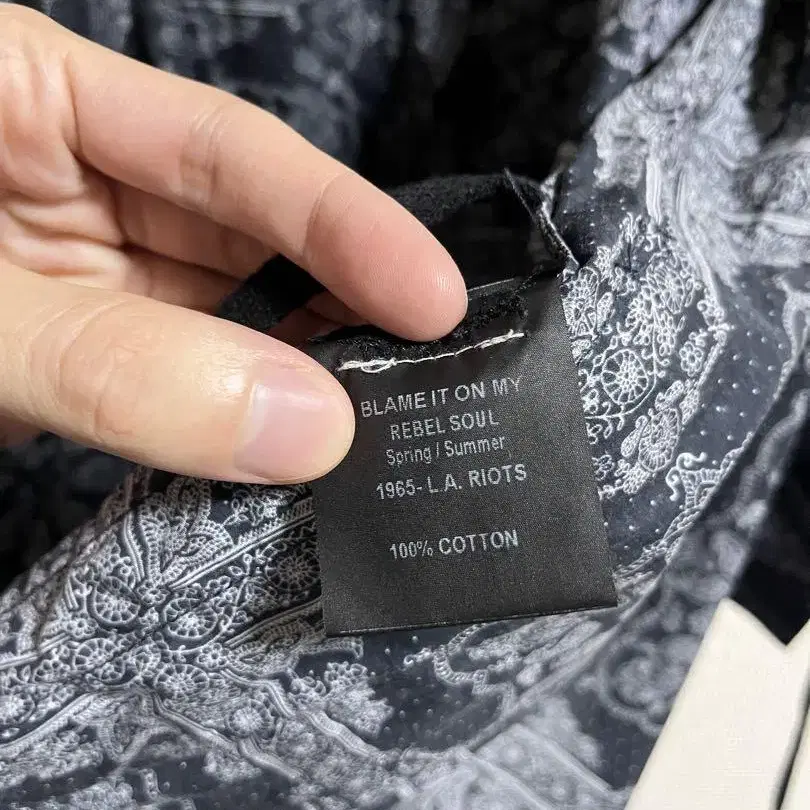 BLAME IT ON MY
REBEL SOUL
Spring / Summer
1965- L.A. RIOTS
100% COTTON